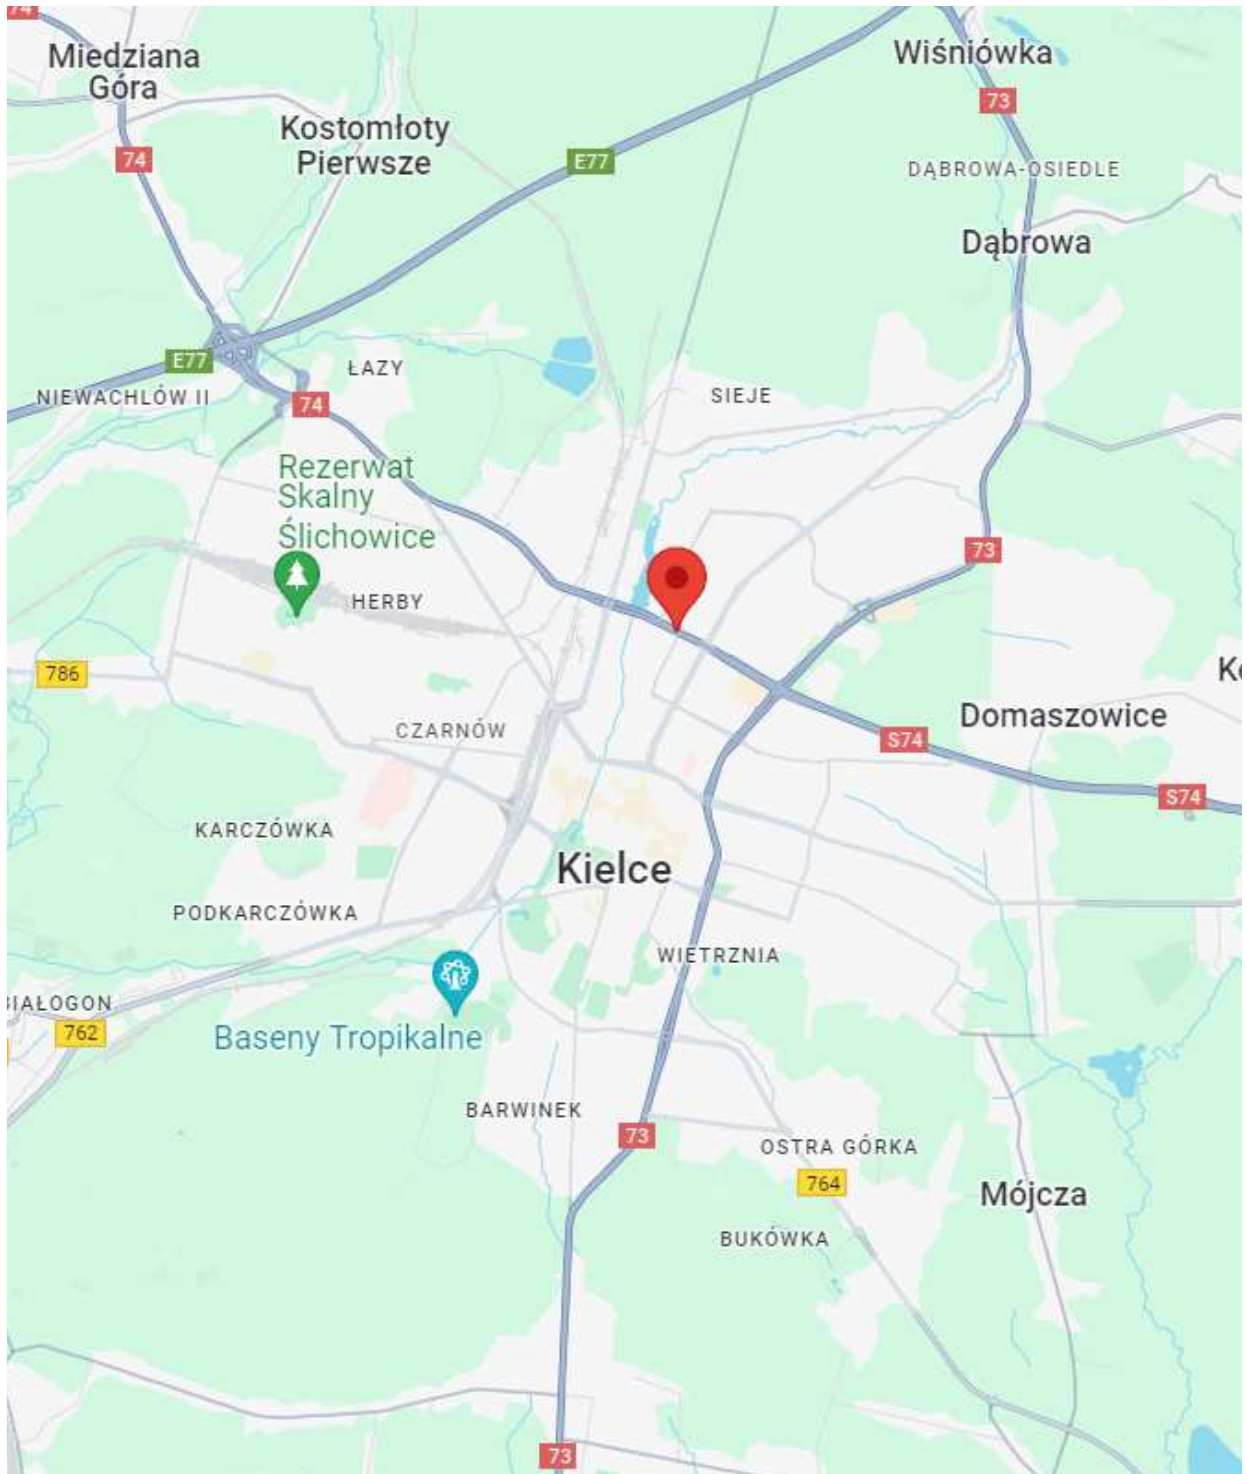 74
Miedziana
Góra
Wiśniówka
73
Kostomłoty
Pierwsze
74
E77
DĄBROWA-OSIEDLE
Dąbrowa
E77
ŁAZY
NIEWACHLÓW II
74
SIEJE
Rezerwat
Skalny
Ślichowice
73
HERBY
786
Domaszowice
CZARNÓW
S74
S74
KARCZÓWKA
Kielce
PODKARCZÓWKA
WIETRZNIA
762
Baseny Tropikalne
BARWINEK
73
OSTRA GÓRKA
764
Mójcza
BUKÓWKA
73